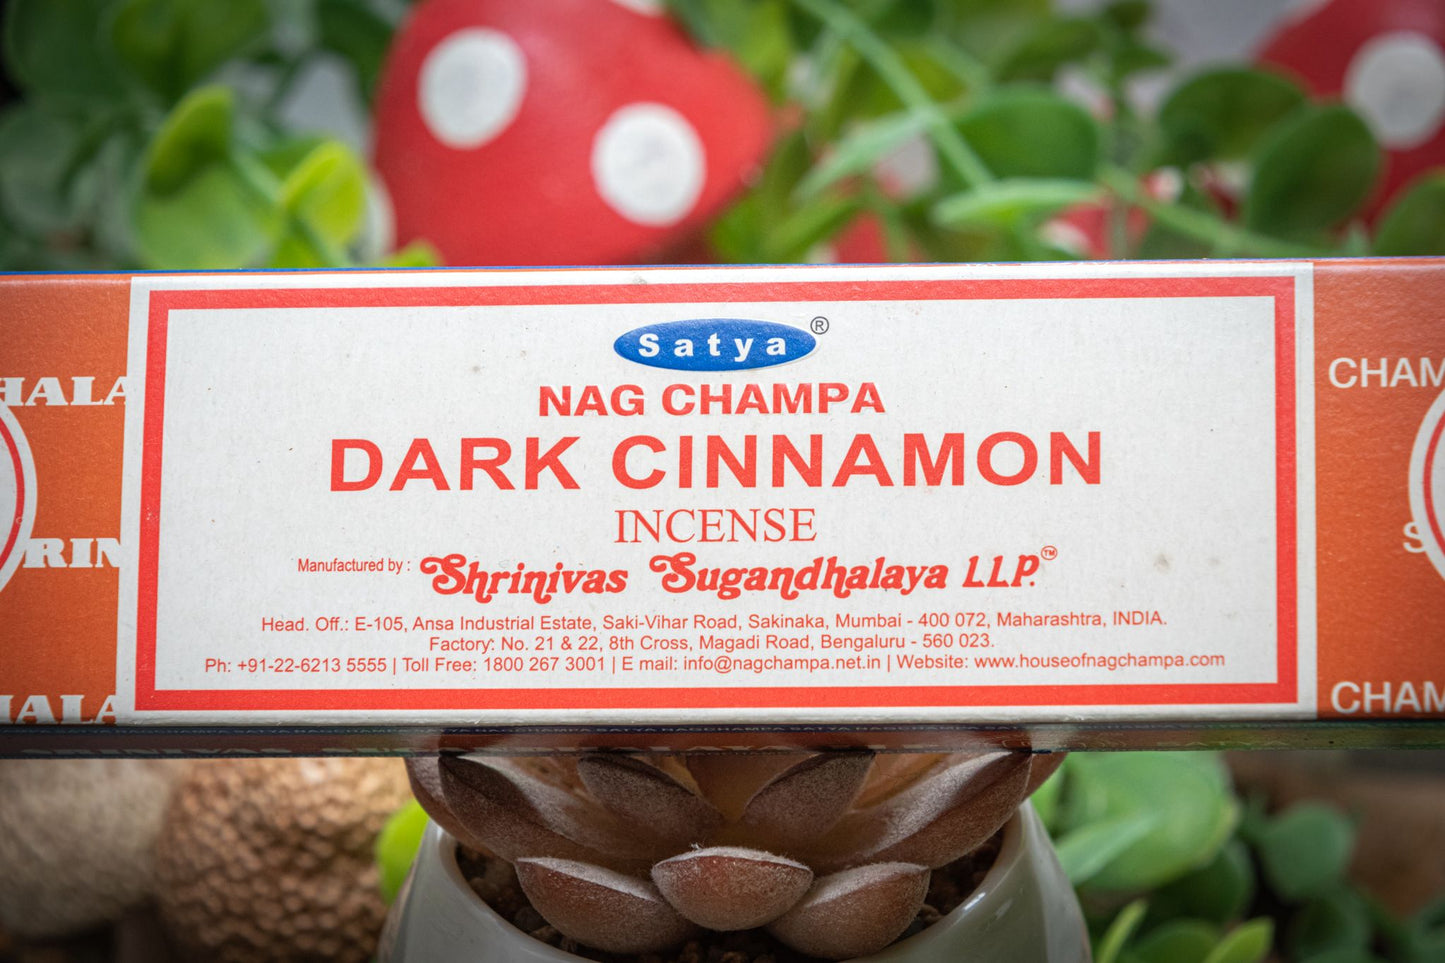 Satya®
NAG CHAMPA
DARK CINNAMON
INCENSE
Manufactured by : Shrinivas Sugandhalaya LLP.™
Head. Off.: E-105, Ansa Industrial Estate, Saki-Vihar Road, Sakinaka, Mumbai - 400 072, Maharashtra, INDIA.
Factory: No. 21 & 22, 8th Cross, Magadi Road, Bengaluru - 560 023.
Ph: +91-22-6213 5555 | Toll Free: 1800 267 3001 | E mail: info@nagchampa.net.in | Website: www.houseofnagchampa.com
HALA
RIN
HALA
CHAM
S
CHAM